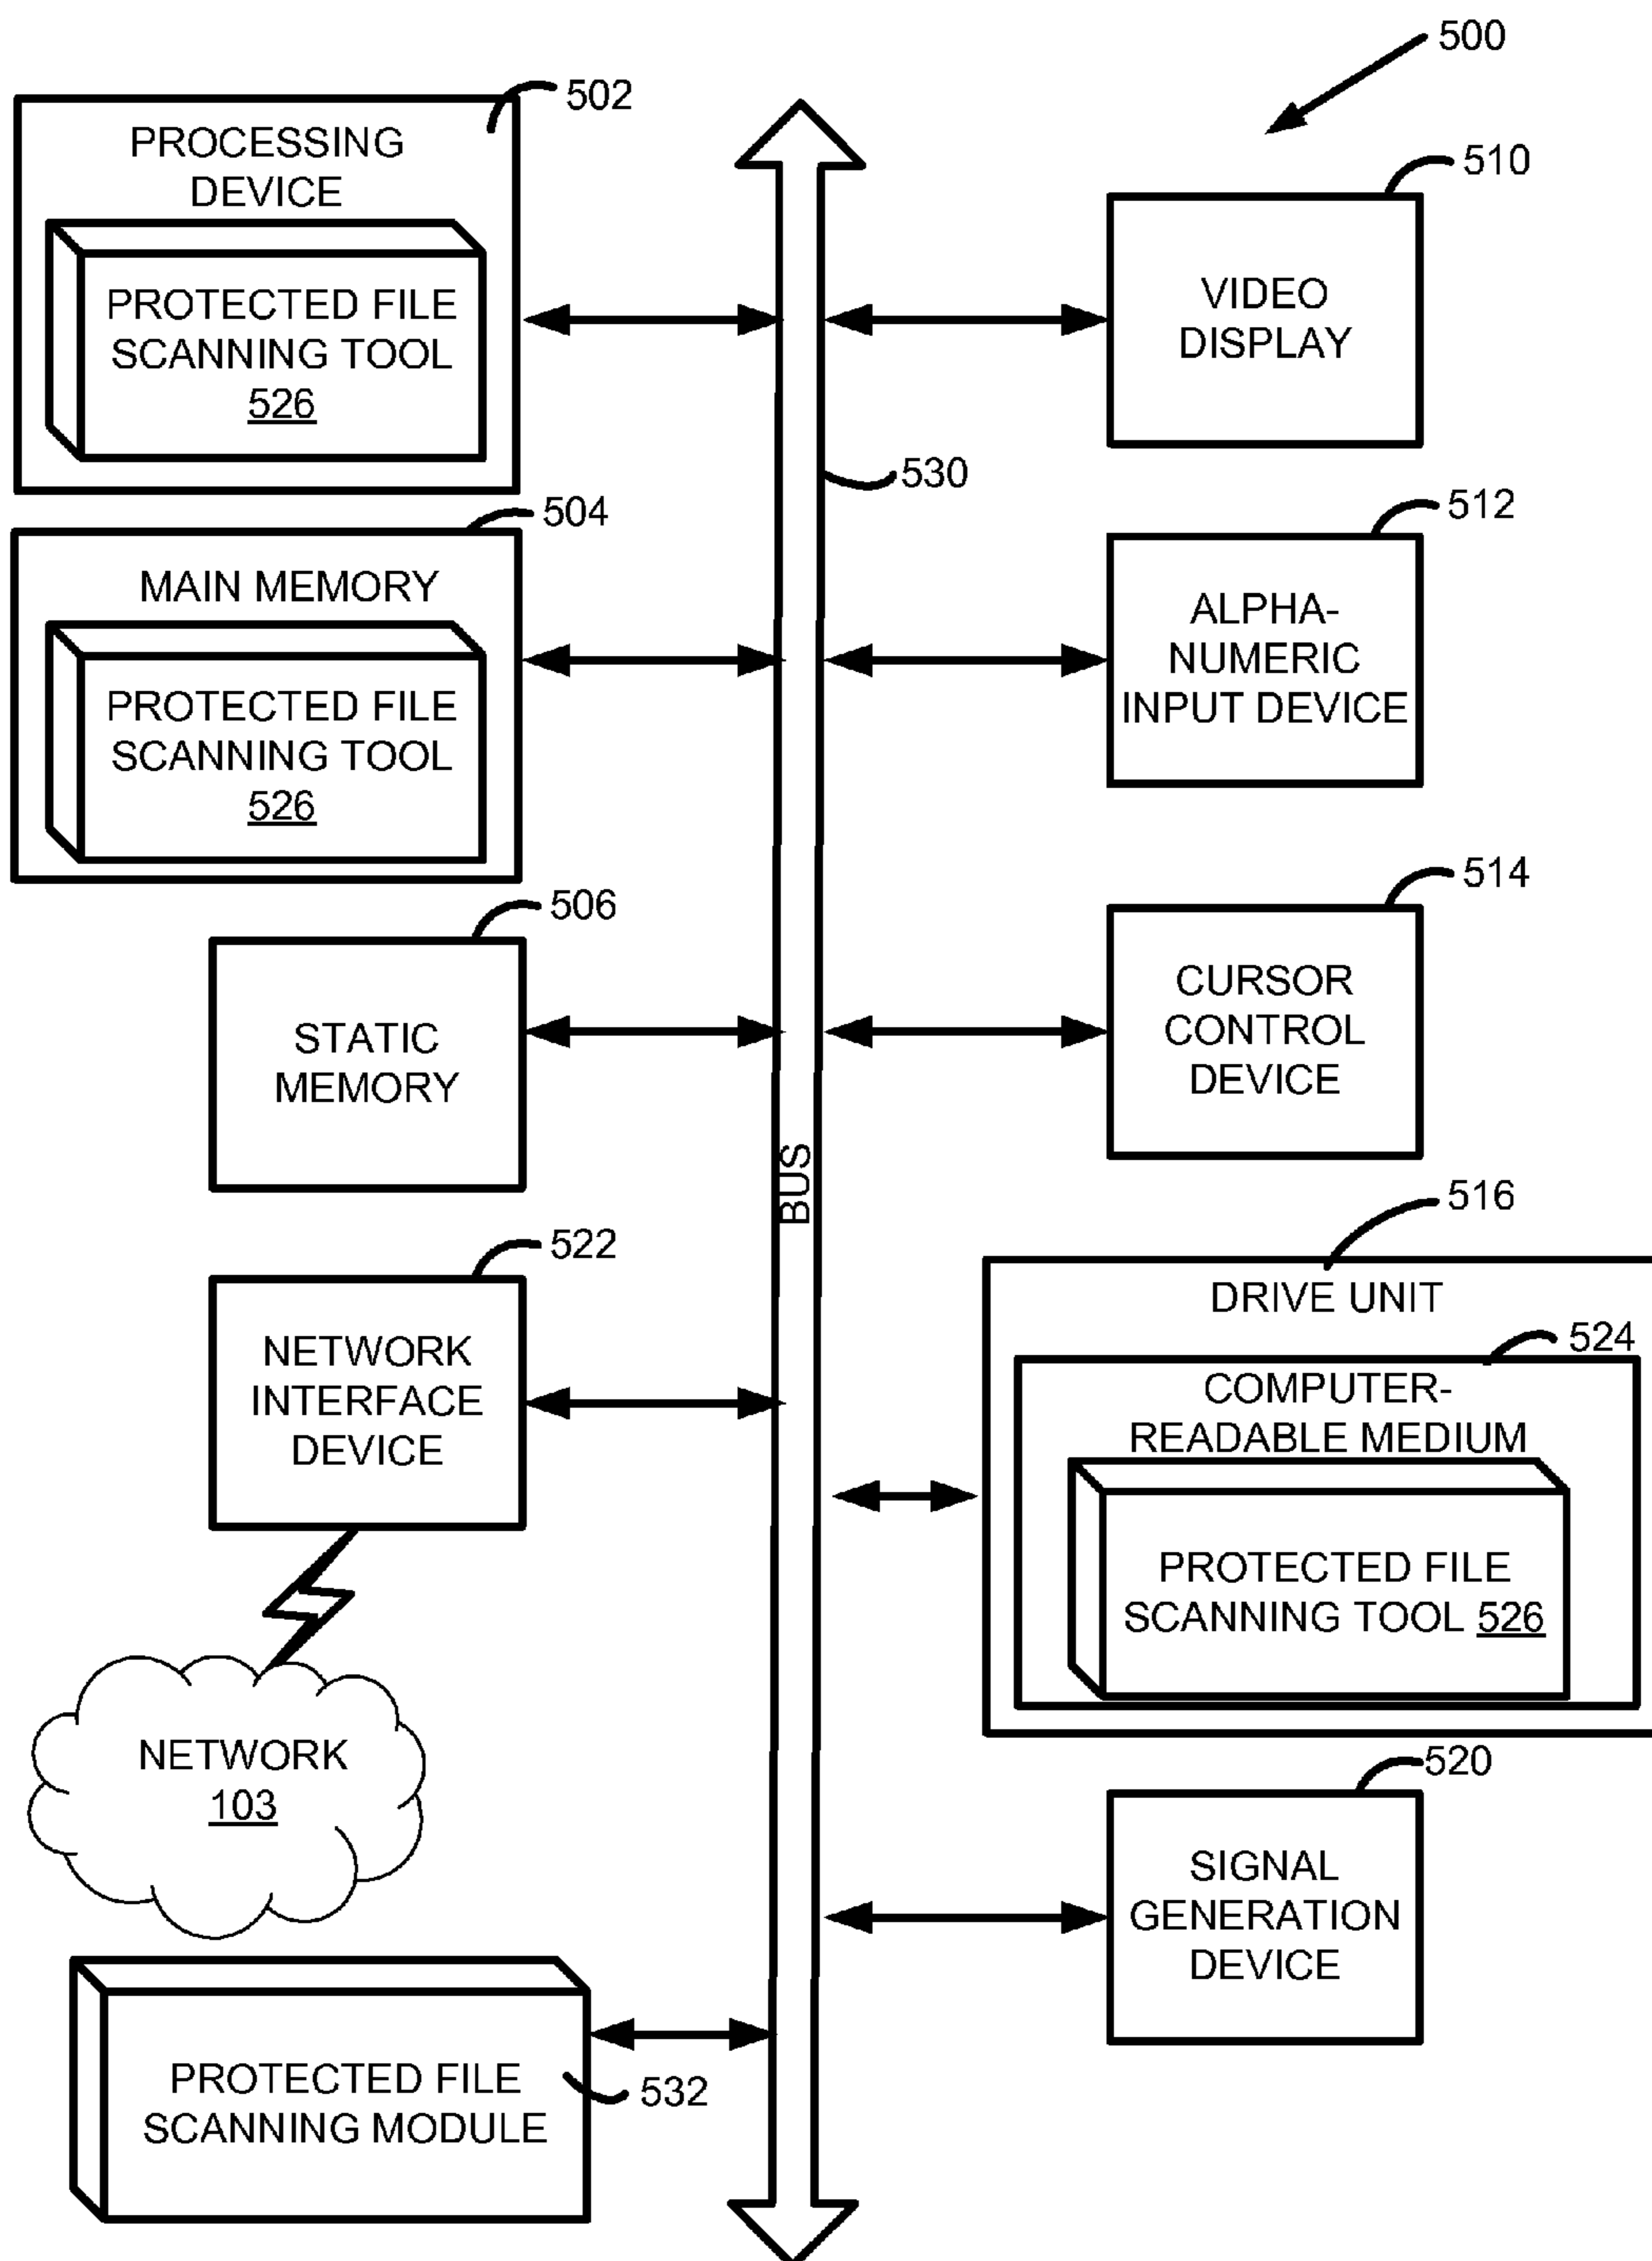 500
502
PROCESSING
DEVICE
PROTECTED FILE
SCANNING TOOL
526
504
MAIN MEMORY
PROTECTED FILE
SCANNING TOOL
526
506
STATIC
MEMORY
522
NETWORK
INTERFACE
DEVICE
NETWORK
103
PROTECTED FILE
SCANNING MODULE
532
530
BUS
510
VIDEO
DISPLAY
512
ALPHA-
NUMERIC
INPUT DEVICE
514
CURSOR
CONTROL
DEVICE
516
DRIVE UNIT
524
COMPUTER-
READABLE MEDIUM
PROTECTED FILE
SCANNING TOOL 526
520
SIGNAL
GENERATION
DEVICE